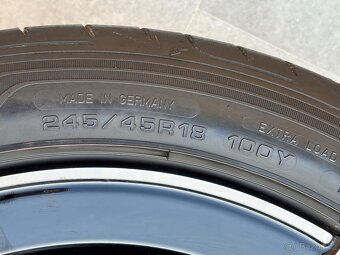 MADE IN GERMANY
245/45R18 100Y EXTRA LOAD